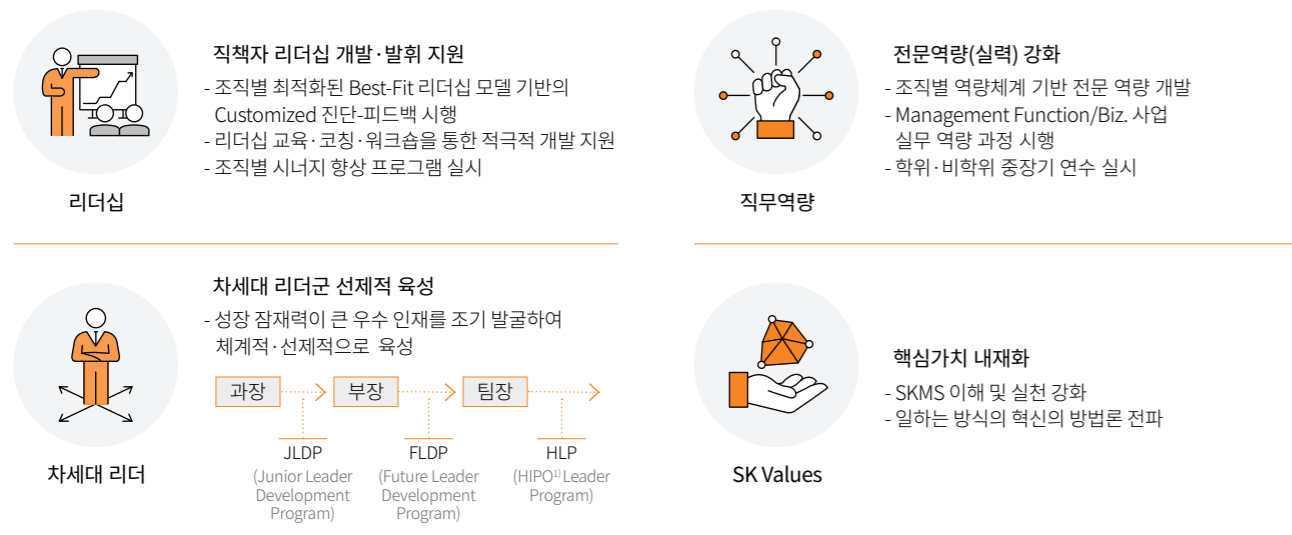 직책자 리더십 개발·발휘 지원
- 조직별 최적화된 Best-Fit 리더십 모델 기반의
Customized 진단-피드백 시행
- 리더십 교육·코칭·워크숍을 통한 적극적 개발 지원
- 조직별 시너지 향상 프로그램 실시
리더십
전문역량(실력) 강화
- 조직별 역량체계 기반 전문 역량 개발
- Management Function/Biz. 사업
실무 역량 과정 시행
- 학위·비학위 중장기 연수 실시
직무역량
차세대 리더군 선제적 육성
- 성장 잠재력이 큰 우수 인재를 조기 발굴하여
체계적·선제적으로 육성
과장
부장
팀장
JLDP
(Junior Leader
Development
Program)
FLDP
(Future Leader
Development
Program)
HLP
(HIPO1) Leader
Program)
차세대 리더
핵심가치 내재화
- SKMS 이해 및 실천 강화
- 일하는 방식의 혁신의 방법론 전파
SK Values